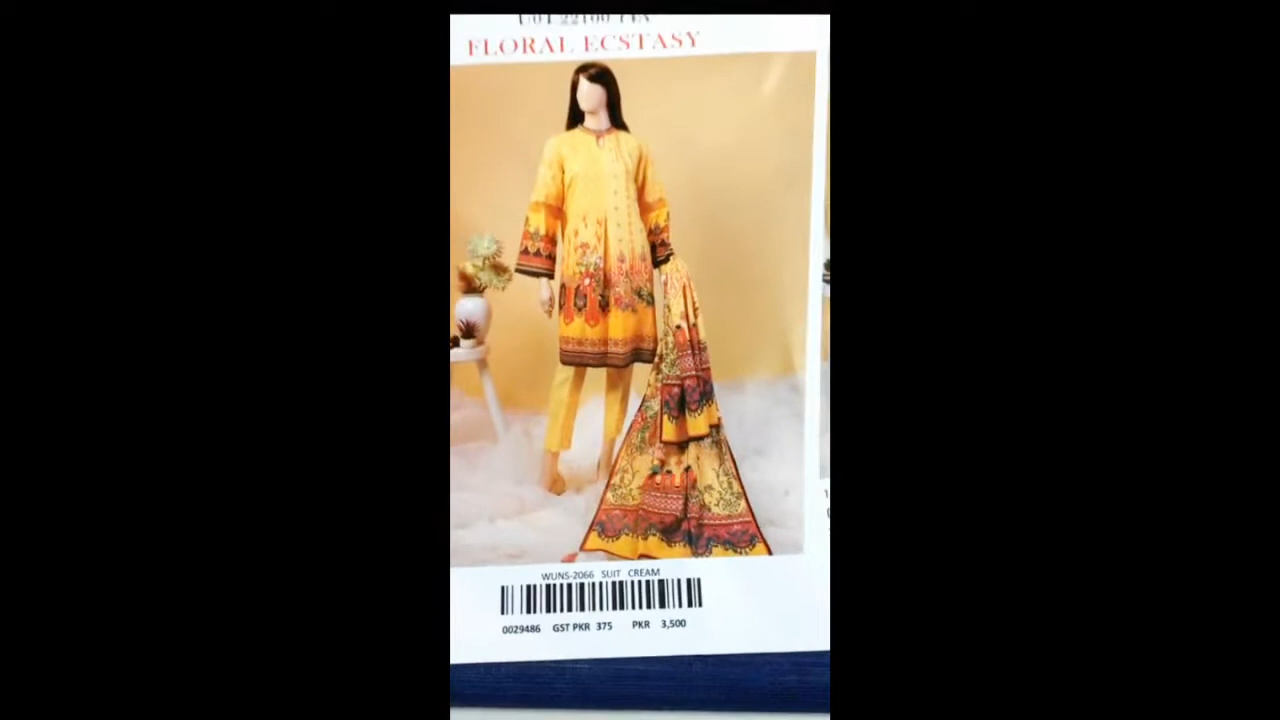 FLORAL ECSTASY
WUNS-2066 SUIT CREAM
0029486 GST PKR 375 PKR 3,500